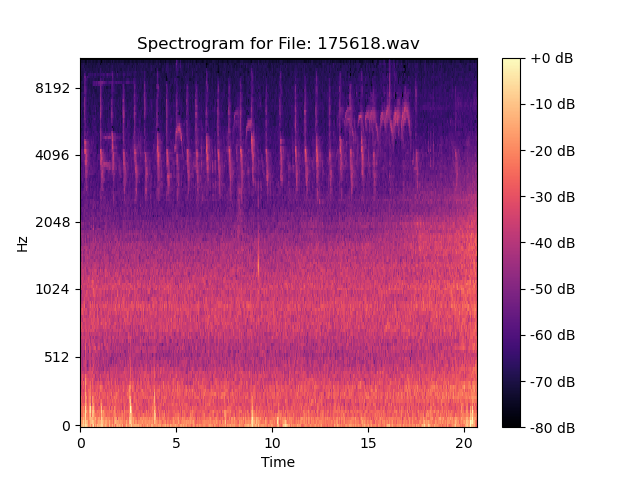 Spectrogram for File: 175618.wav
8192
4096
2048
1024
512
0
Hz
0
5
10
15
20
Time
+0 dB
-10 dB
-20 dB
-30 dB
-40 dB
-50 dB
-60 dB
-70 dB
-80 dB